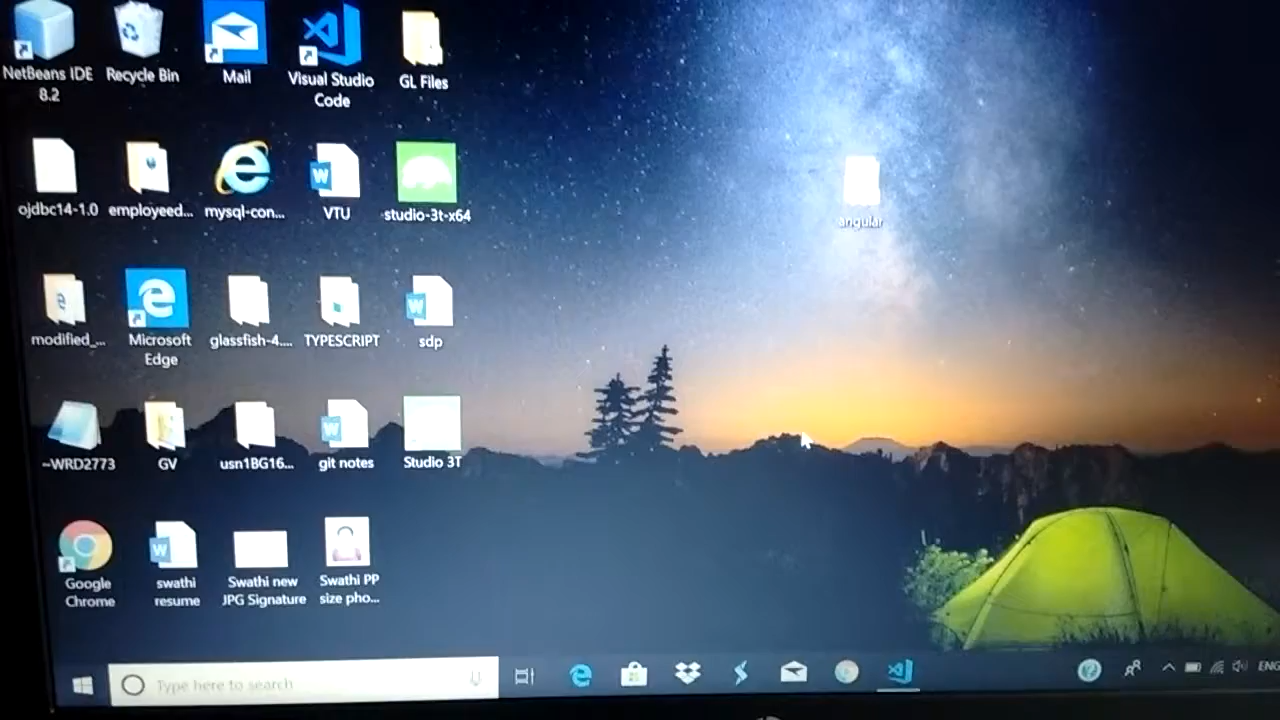 NetBeans IDE
8.2
Recycle Bin
Mail
Visual Studio
Code
GL Files
ojdbc14-1.0
employeed...
mysql-con...
VTU
studio-3t-x64
angular
modified_...
Microsoft
Edge
glassfish-4....
TYPESCRIPT
sdp
~WRD2773
GV
usn1BG16...
git notes
Studio 3T
Google
Chrome
swathi
resume
Swathi new
JPG Signature
Swathi PP
size pho...
Type here to search
ENG